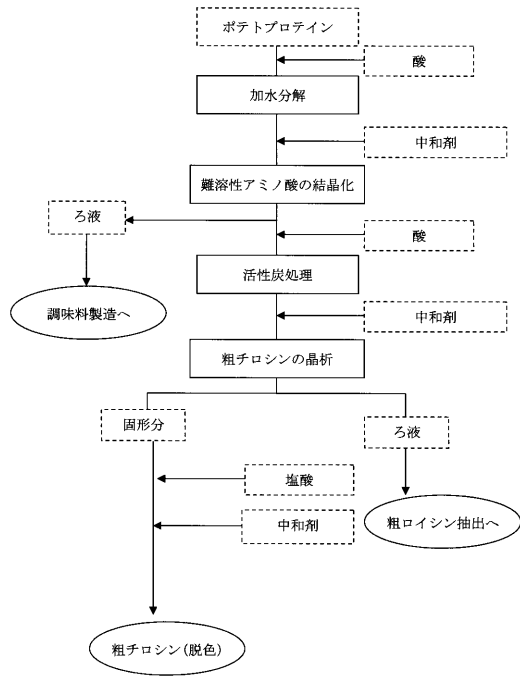 ポテトプロテイン
酸
加水分解
中和剤
難溶性アミノ酸の結晶化
ろ液
酸
活性炭処理
調味料製造へ
中和剤
粗チロシンの晶析
固形分
ろ液
塩酸
中和剤
粗ロイシン抽出へ
粗チロシン(脱色)